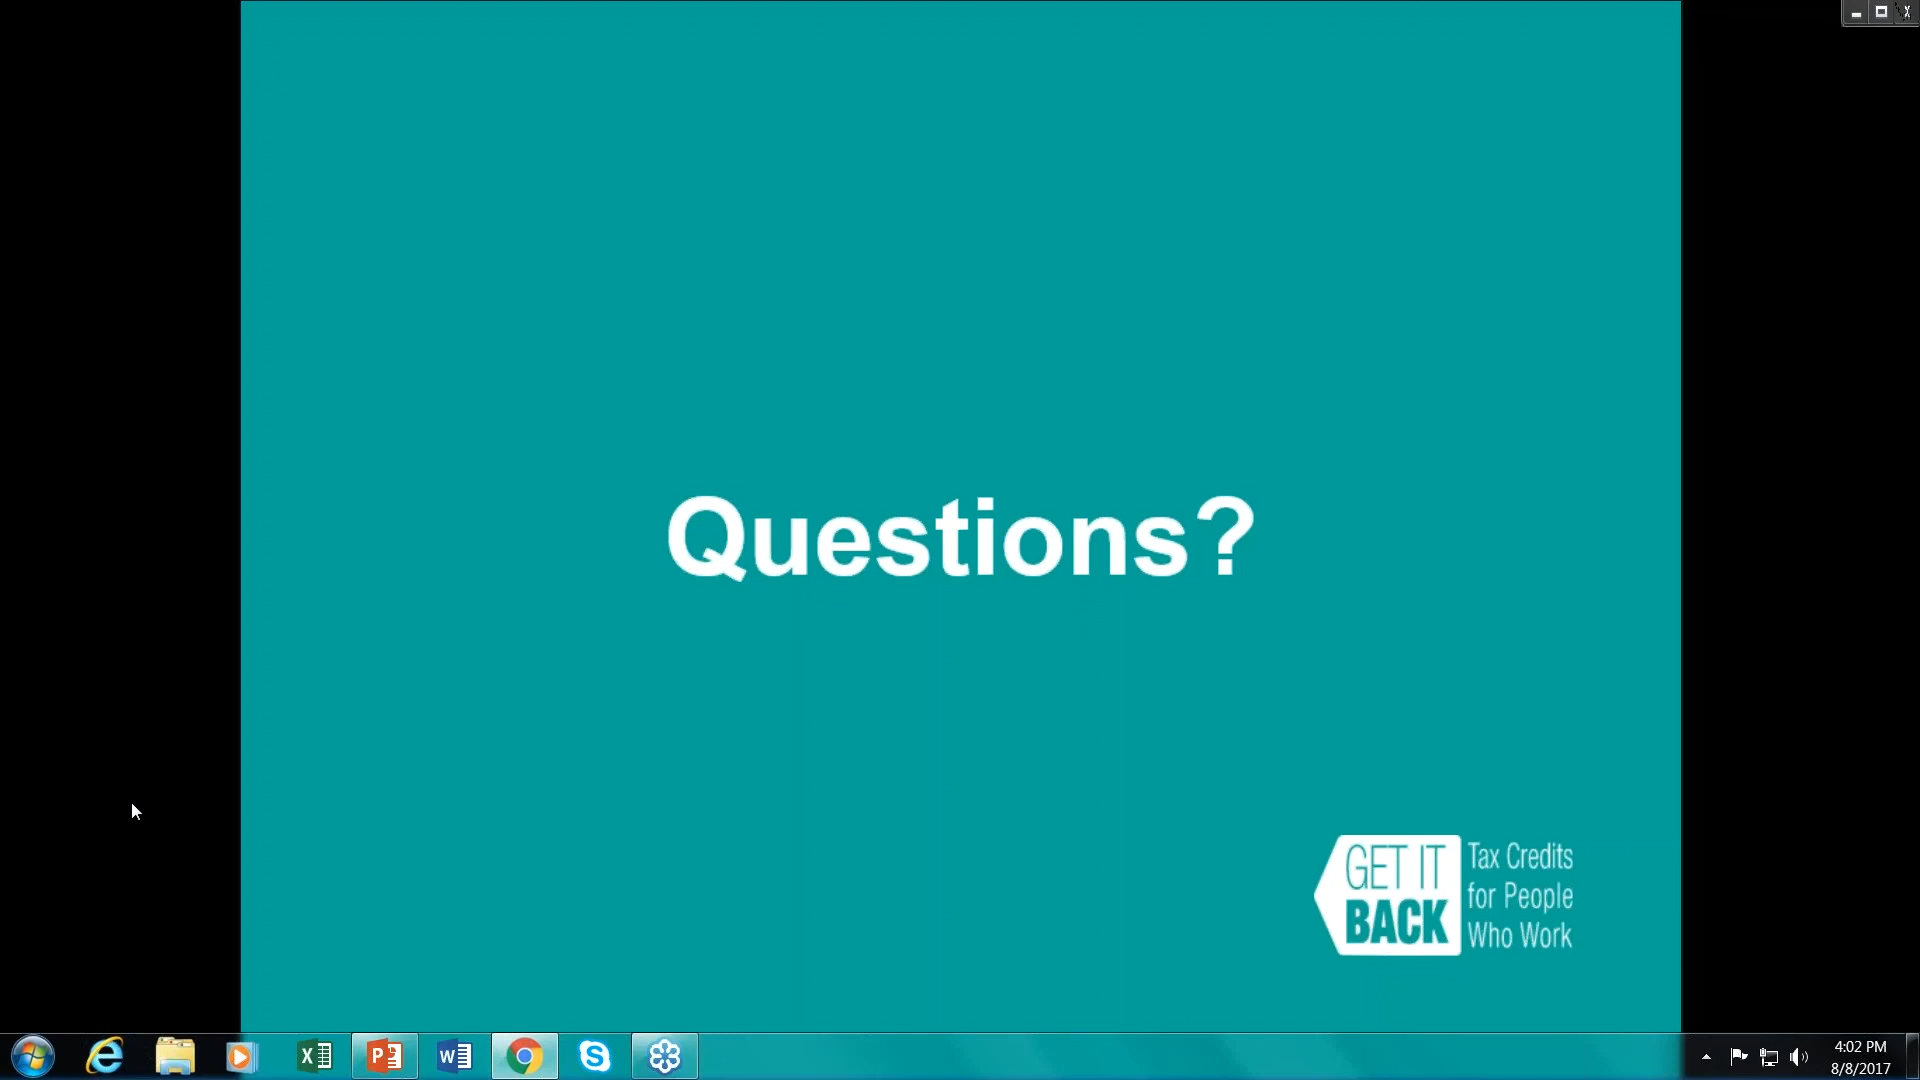 Questions?
GET IT
BACK
Tax Credits
for People
Who Work
4:02 PM
8/8/2017